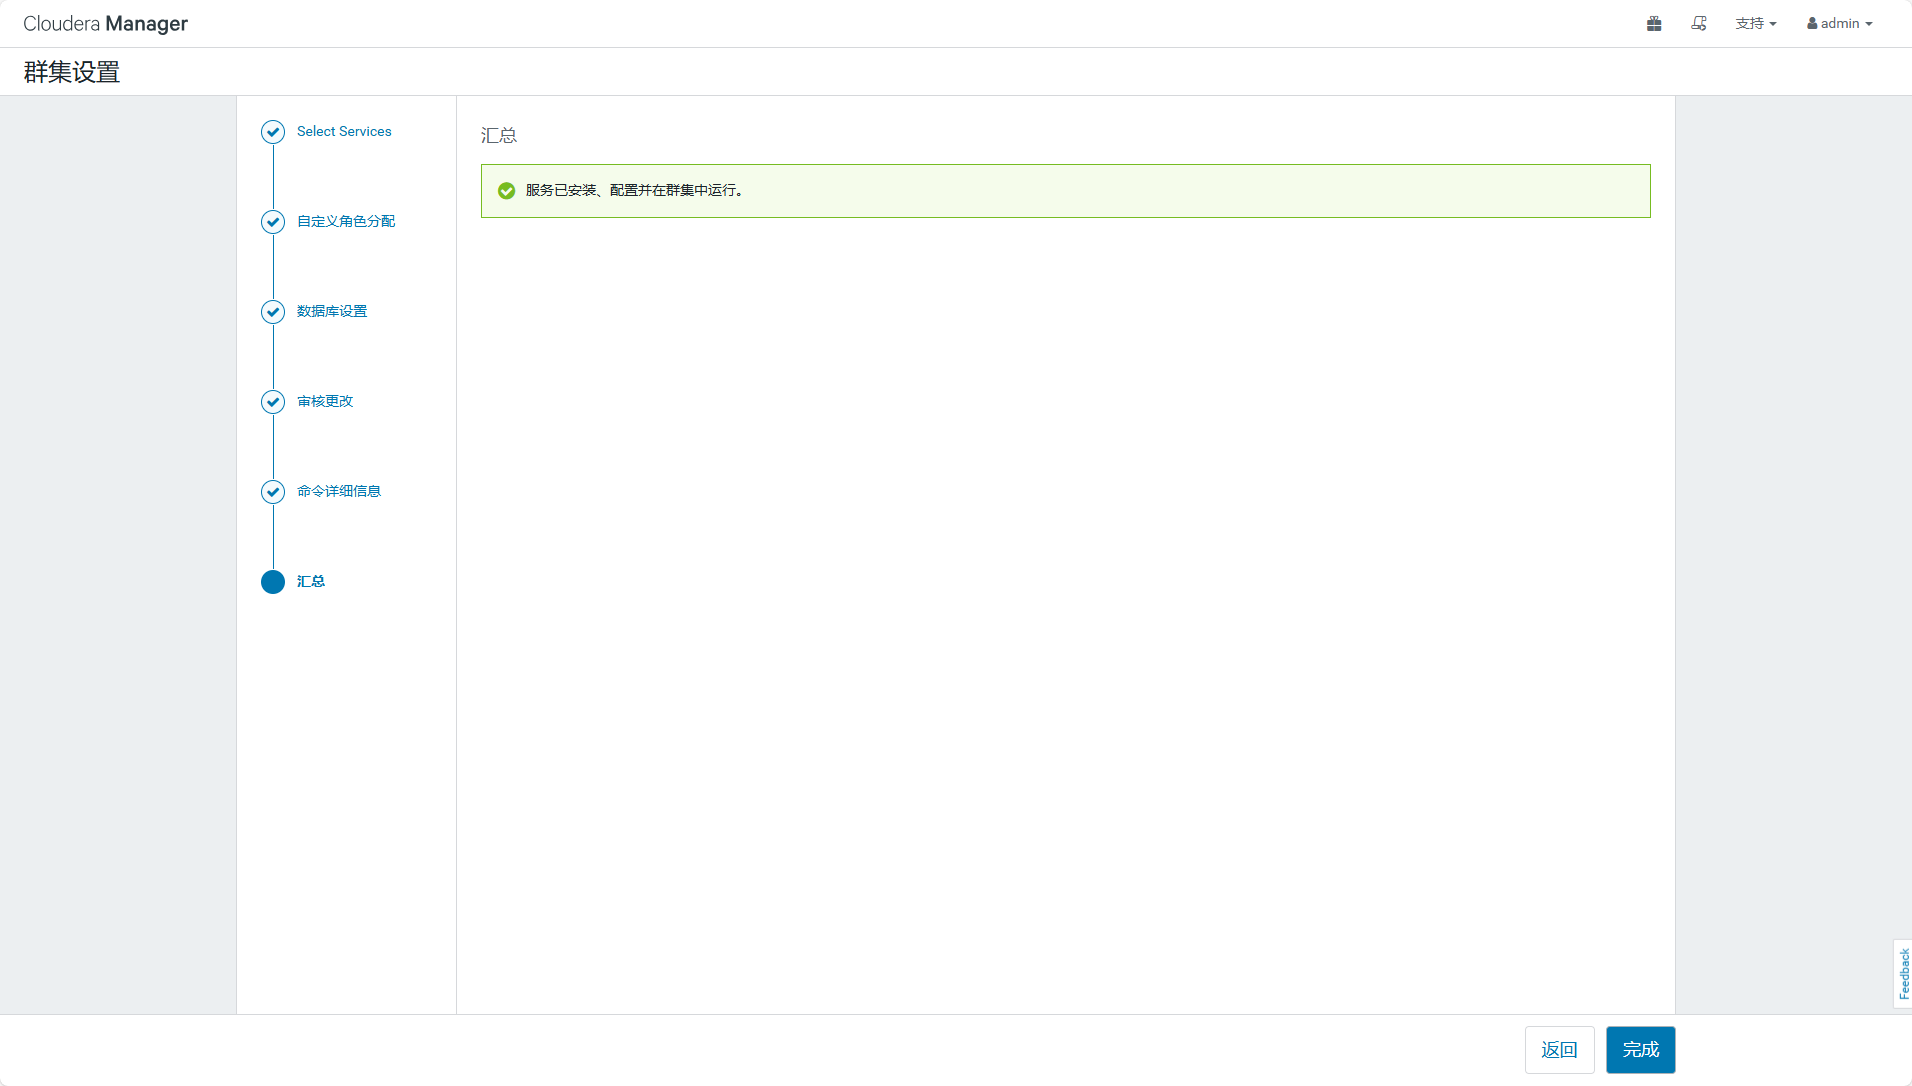 Cloudera Manager
支持
admin
群集设置
Select Services
自定义角色分配
数据库设置
审核更改
命令详细信息
汇总
汇总
服务已安装、配置并在群集中运行。
Feedback
返回
完成